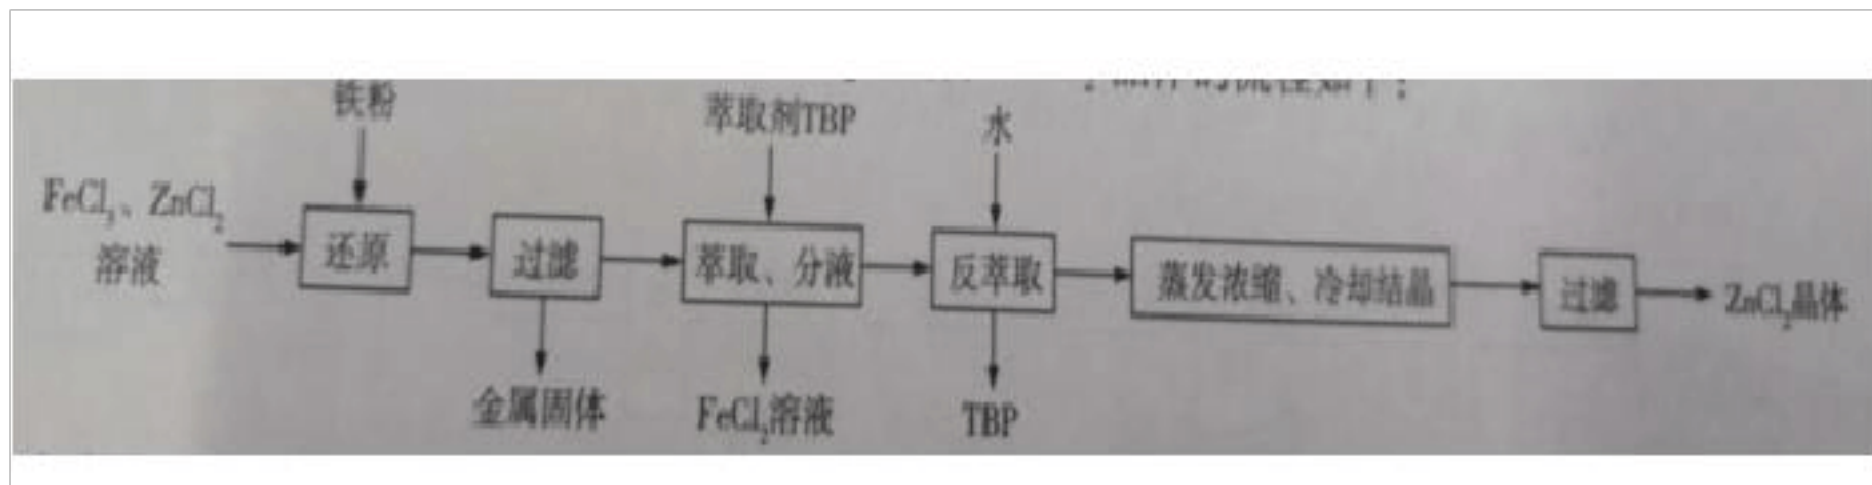 铁粉
萃取剂TBP
水
FeCl₃、ZnCl₂
溶液
还原
过滤
萃取、分液
反萃取
蒸发浓缩、冷却结晶
过滤
ZnCl₂晶体
金属固体
FeCl₂溶液
TBP